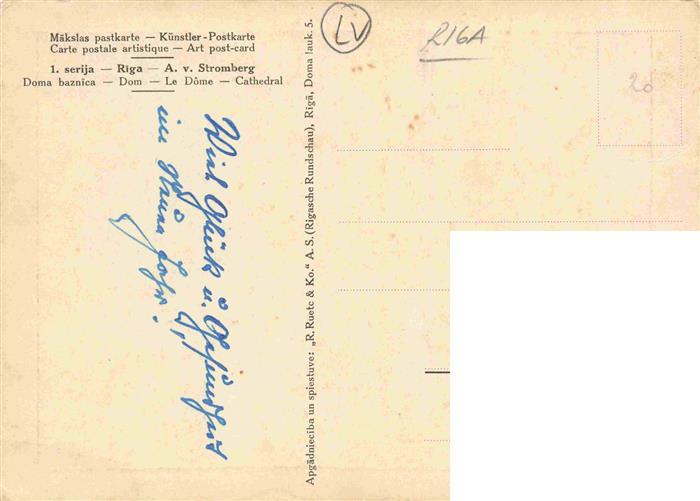 Mākslas pastkarte — Künstler-Postkarte
Carte postale artistique — Art post-card
1. serija — Riga — A. v. Stromberg
Doma baznica — Dom — Le Dôme — Cathedral
LV
RIGA
20
Apgādniecība un spiestuve: „R. Ruetc & Ko.“ A. S. (Rigasche Rundschau), Rīgā, Doma lauk. 5.
Viel Glück u. Gesundheit
im Neuen Jahr!